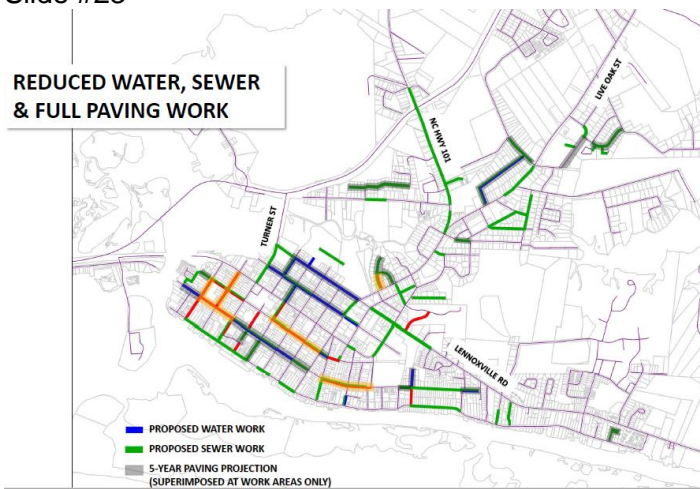 Slide #25
REDUCED WATER, SEWER
& FULL PAVING WORK
NC HWY 101
LIVE OAK ST
TURNER ST
LENNOXVILLE RD
PROPOSED WATER WORK
PROPOSED SEWER WORK
5-YEAR PAVING PROJECTION
(SUPERIMPOSED AT WORK AREAS ONLY)